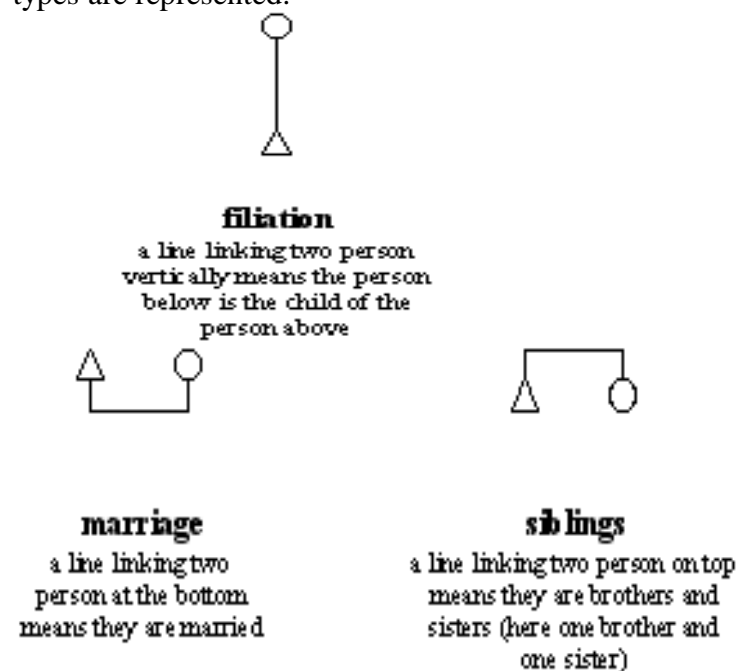 types are represented.
filiation
a line linking two person
vertically means the person
below is the child of the
person above
marriage
a line linking two
person at the bottom
means they are married
siblings
a line linking two person on top
means they are brothers and
sisters (here one brother and
one sister)